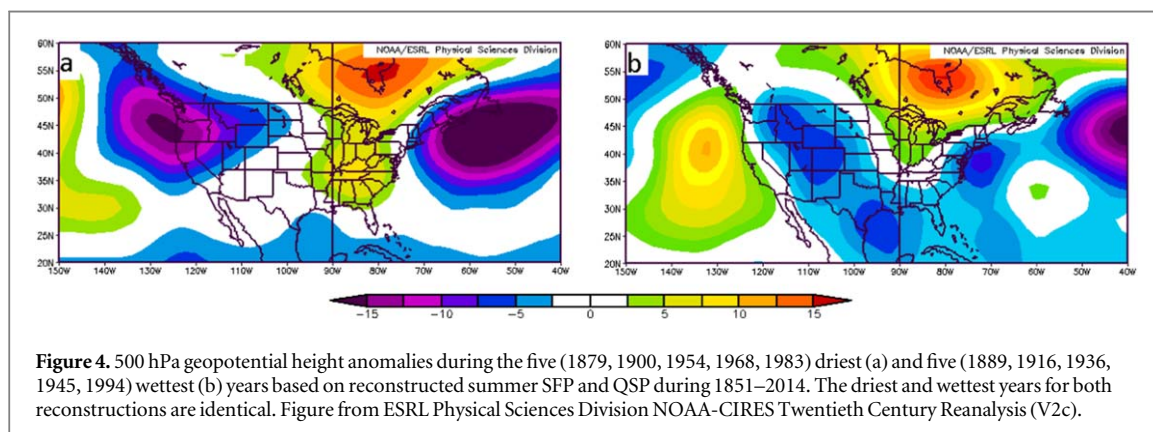 NOAA/ESRL Physical Sciences Division
NOAA/ESRL Physical Sciences Division
a
b
60N
55N
50N
45N
40N
35N
30N
25N
20N
150W 140W 130W 120W 110W 100W 90W 80W 70W 60W 50W 40W
60N
55N
50N
45N
40N
35N
30N
25N
20N
150W 140W 130W 120W 110W 100W 90W 80W 70W 60W 50W 40W
−15 −10 −5 0 5 10 15
Figure 4. 500 hPa geopotential height anomalies during the five (1879, 1900, 1954, 1968, 1983) driest (a) and five (1889, 1916, 1936,
1945, 1994) wettest (b) years based on reconstructed summer SFP and QSP during 1851–2014. The driest and wettest years for both
reconstructions are identical. Figure from ESRL Physical Sciences Division NOAA-CIRES Twentieth Century Reanalysis (V2c).